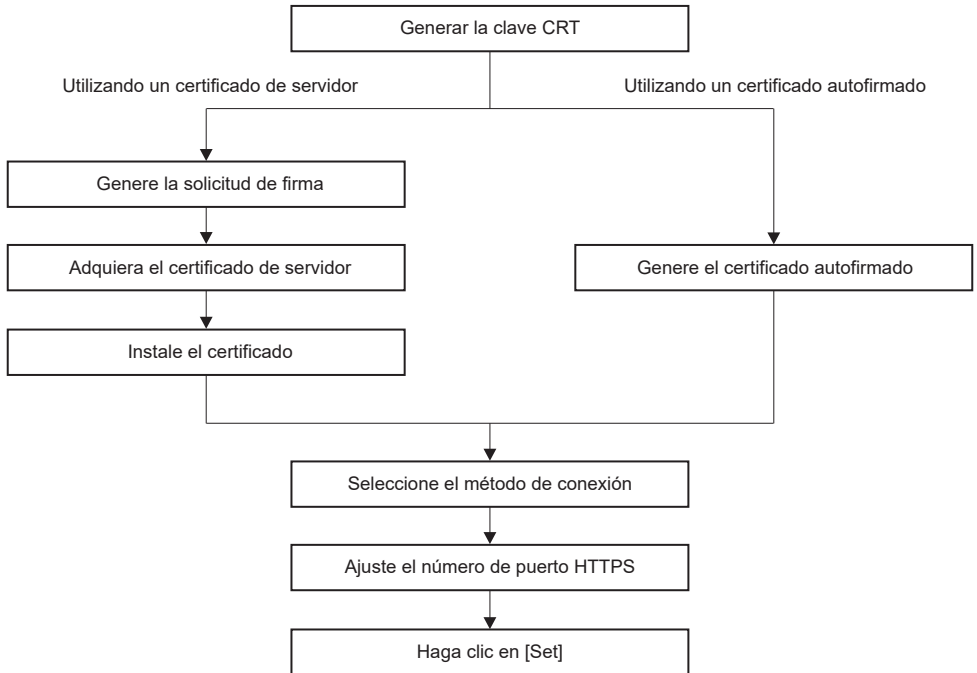 Generar la clave CRT
Utilizando un certificado de servidor
Utilizando un certificado autofirmado
Genere la solicitud de firma
Adquiera el certificado de servidor
Genere el certificado autofirmado
Instale el certificado
Seleccione el método de conexión
Ajuste el número de puerto HTTPS
Haga clic en [Set]